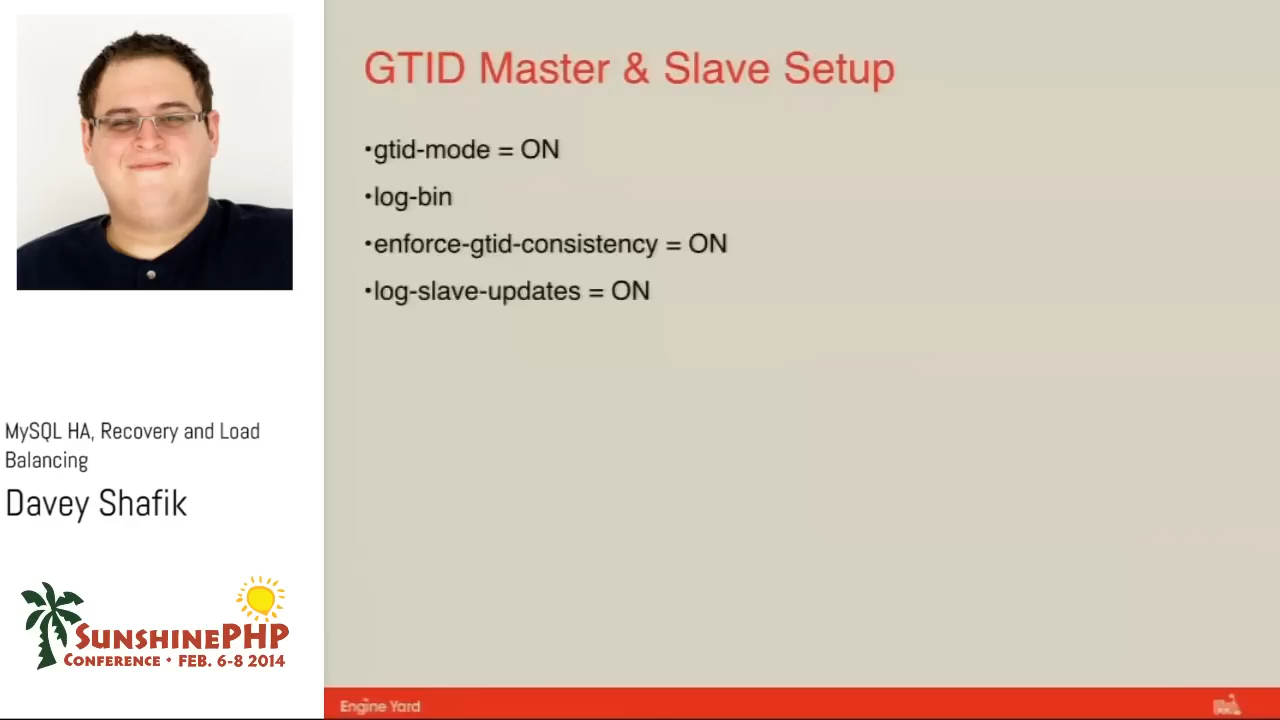 GTID Master & Slave Setup
•gtid-mode = ON
•log-bin
•enforce-gtid-consistency = ON
•log-slave-updates = ON
MySQL HA, Recovery and Load
Balancing
Davey Shafik
SunshinePHP
Conference • Feb. 6-8 2014
Engine Yard